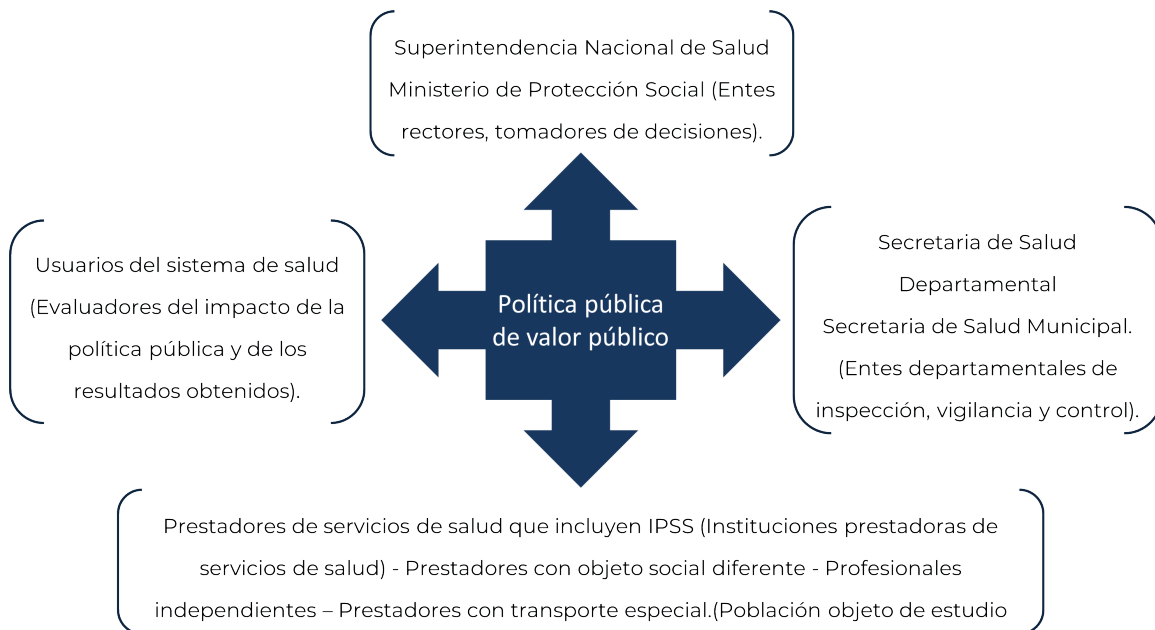 Superintendencia Nacional de Salud
Ministerio de Protección Social (Entes
rectores, tomadores de decisiones).
Usuarios del sistema de salud
(Evaluadores del impacto de la
política pública y de los
resultados obtenidos).
Política pública
de valor público
Secretaria de Salud
Departamental
Secretaria de Salud Municipal.
(Entes departamentales de
inspección, vigilancia y control).
Prestadores de servicios de salud que incluyen IPSS (Instituciones prestadoras de
servicios de salud) - Prestadores con objeto social diferente - Profesionales
independientes – Prestadores con transporte especial.(Población objeto de estudio